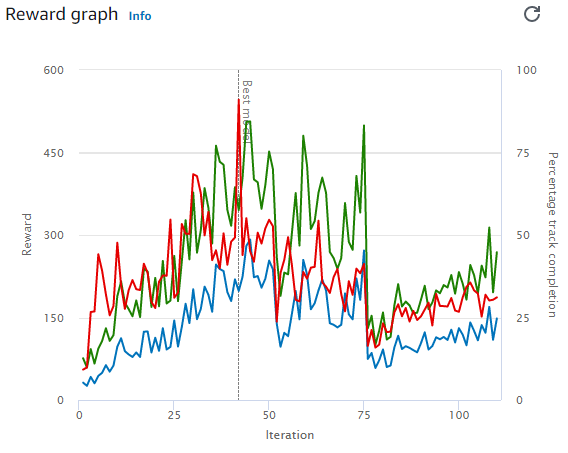 Reward graph Info
600
450
300
150
0
100
75
50
25
0
0 25 50 75 100
Reward
Percentage track completion
Iteration
Best model